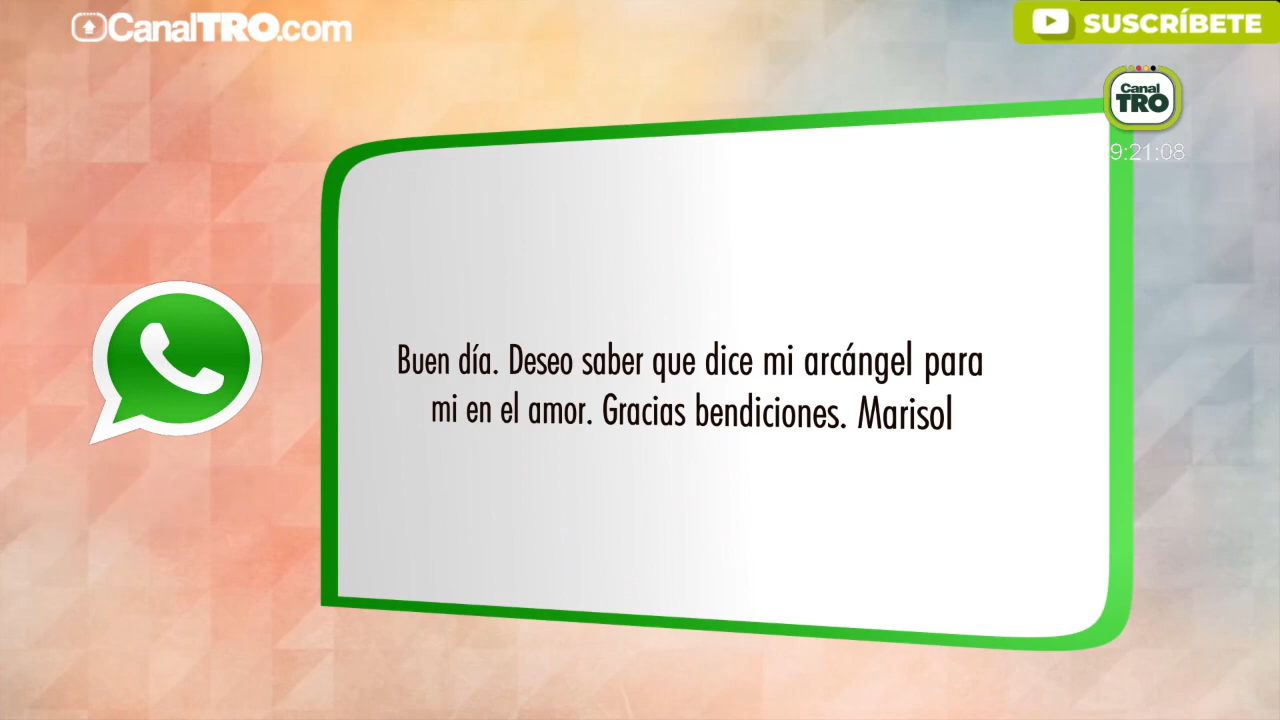 CanalTRO.com
SUSCRÍBETE
Canal
TRO
9:21:08
Buen día. Deseo saber que dice mi arcángel para
mi en el amor. Gracias bendiciones. Marisol